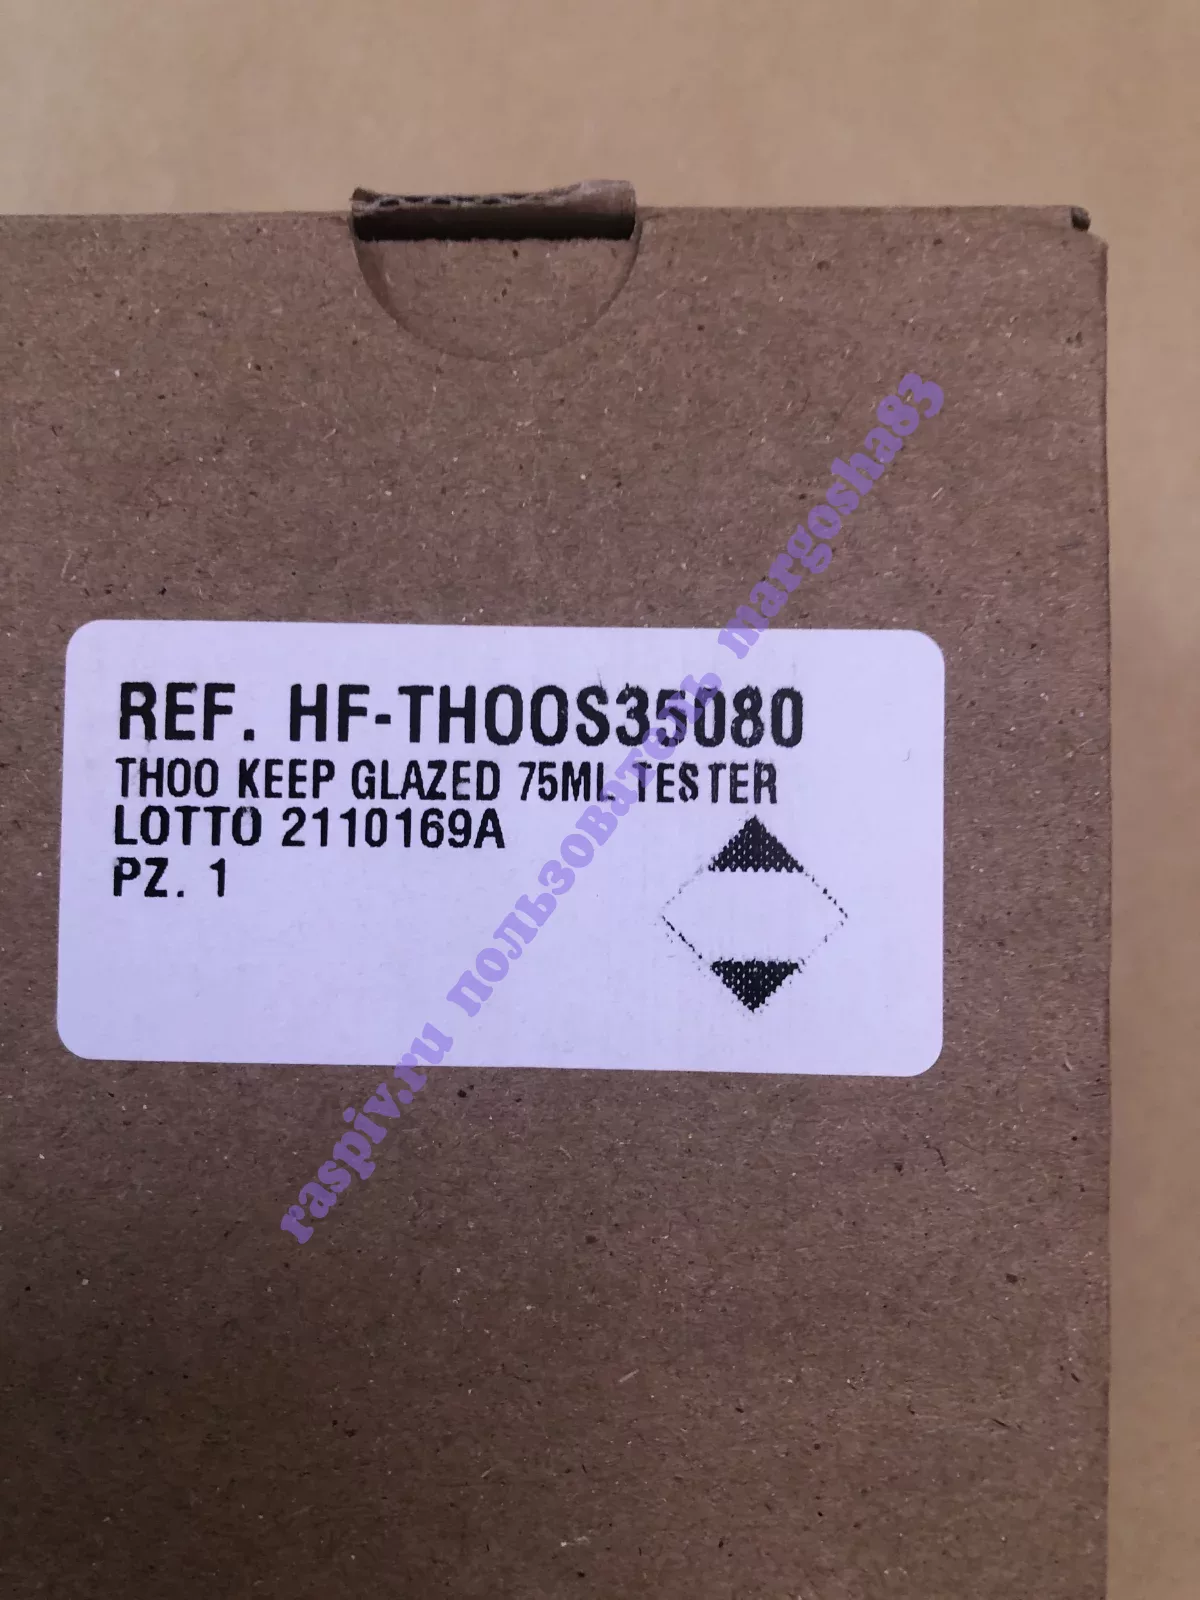 REF. HF-THOOS35080
THOO KEEP GLAZED 75ML TESTER
LOTTO 2110169A
PZ. 1
raspiv.ru пользователь margosha83